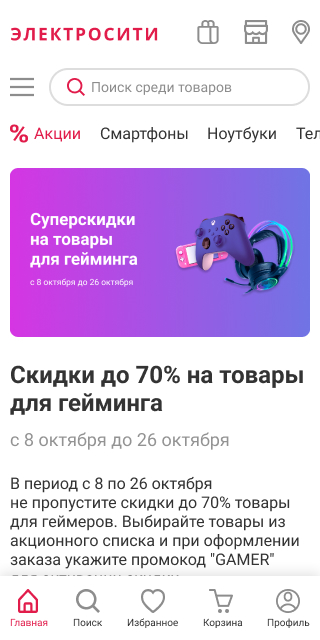 ЭЛЕКТРОСИТИ
Поиск среди товаров
% Акции Смартфоны Ноутбуки Тел
Суперскидки
на товары
для гейминга
с 8 октября до 26 октября
Скидки до 70% на товары
для гейминга
с 8 октября до 26 октября
В период с 8 по 26 октября
не пропустите скидки до 70% товары
для геймеров. Выбирайте товары из
акционного списка и при оформлении
заказа укажите промокод "GAMER"
Главная Поиск Избранное Корзина Профиль